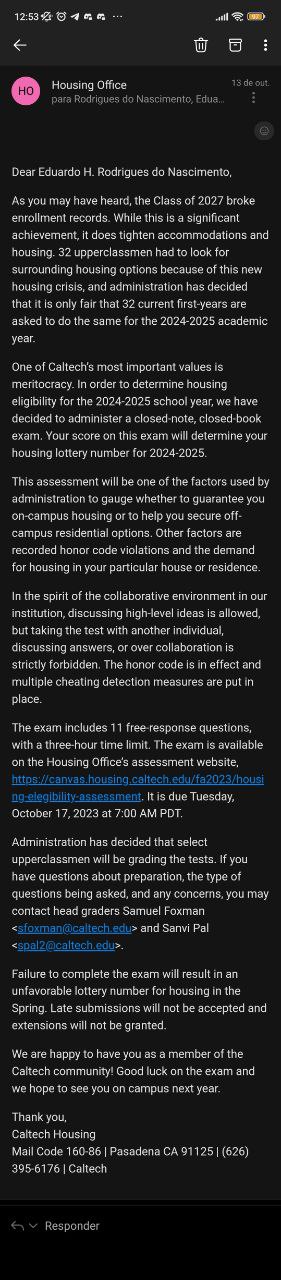 12:53
HO
Housing Office
13 de out.
para Rodrigues do Nascimento, Edua...
Dear Eduardo H. Rodrigues do Nascimento,
As you may have heard, the Class of 2027 broke
enrollment records. While this is a significant
achievement, it does tighten accommodations and
housing. 32 upperclassmen had to look for
surrounding housing options because of this new
housing crisis, and administration has decided
that it is only fair that 32 current first-years are
asked to do the same for the 2024-2025 academic
year.
One of Caltech's most important values is
meritocracy. In order to determine housing
eligibility for the 2024-2025 school year, we have
decided to administer a closed-note, closed-book
exam. Your score on this exam will determine your
housing lottery number for 2024-2025.
This assessment will be one of the factors used by
administration to gauge whether to guarantee you
on-campus housing or to help you secure off-
campus residential options. Other factors are
recorded honor code violations and the demand
for housing in your particular house or residence.
In the spirit of the collaborative environment in our
institution, discussing high-level ideas is allowed,
but taking the test with another individual,
discussing answers, or over collaboration is
strictly forbidden. The honor code is in effect and
multiple cheating detection measures are put in
place.
The exam includes 11 free-response questions,
with a three-hour time limit. The exam is available
on the Housing Office's assessment website,
https://canvas.housing.caltech.edu/fa2023/housi
ng-elegibility-assessment. It is due Tuesday,
October 17, 2023 at 7:00 AM PDT.
Administration has decided that select
upperclassmen will be grading the tests. If you
have questions about preparation, the type of
questions being asked, and any concerns, you may
contact head graders Samuel Foxman
<sfoxman@caltech.edu> and Sanvi Pal
<spal2@caltech.edu>.
Failure to complete the exam will result in an
unfavorable lottery number for housing in the
Spring. Late submissions will not be accepted and
extensions will not be granted.
We are happy to have you as a member of the
Caltech community! Good luck on the exam and
we hope to see you on campus next year.
Thank you,
Caltech Housing
Mail Code 160-86 | Pasadena CA 91125 | (626)
395-6176 | Caltech
Responder